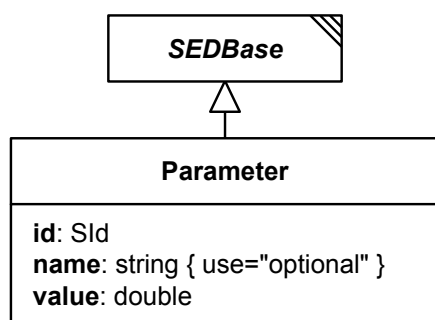 SEDBase
Parameter
id: SId
name: string { use="optional" }
value: double